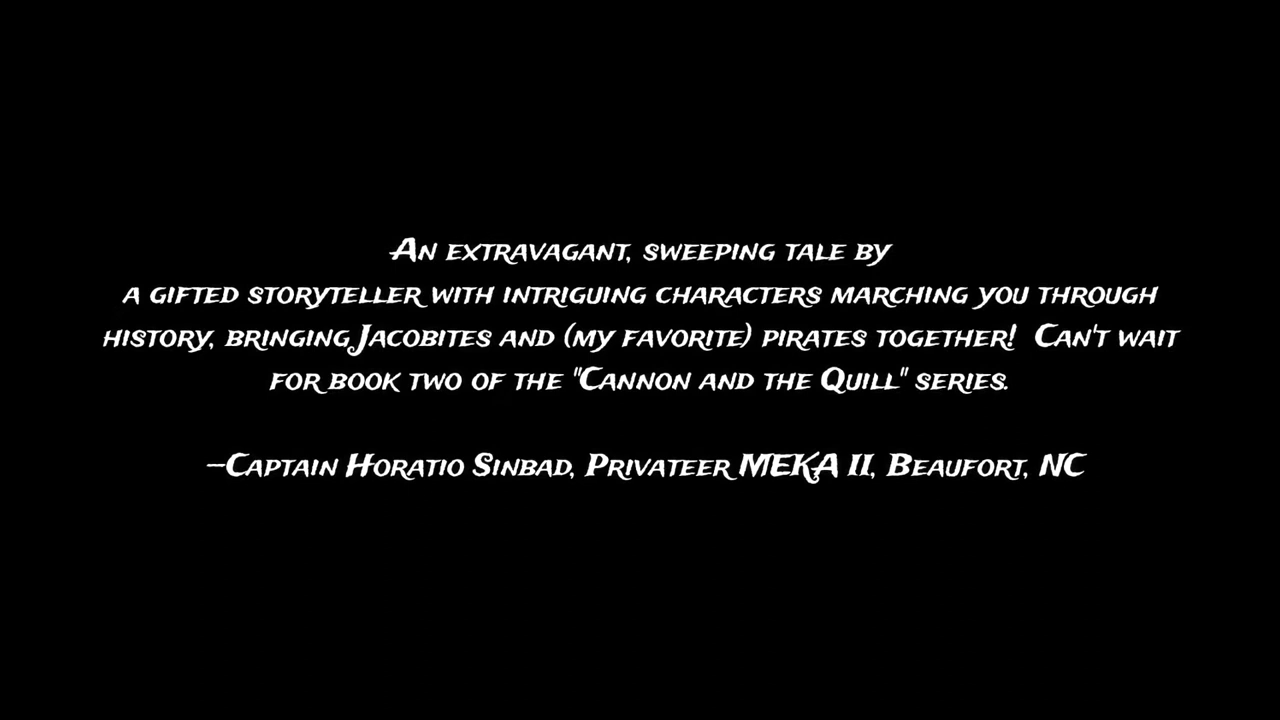 An extravagant, sweeping tale by
a gifted storyteller with intriguing characters marching you through
history, bringing Jacobites and (my favorite) pirates together! Can't wait
for book two of the "Cannon and the Quill" series.
–Captain Horatio Sinbad, Privateer MEKA II, Beaufort, NC